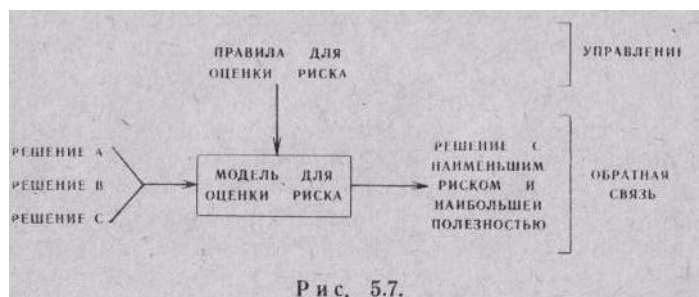 ПРАВИЛА ДЛЯ
ОЦЕНКИ РИСКА
УПРАВЛЕНИЕ
РЕШЕНИЕ А
РЕШЕНИЕ В
РЕШЕНИЕ С
МОДЕЛЬ ДЛЯ
ОЦЕНКИ РИСКА
РЕШЕНИЕ С
НАИМЕНЬШИМ
РИСКОМ И
НАИБОЛЬШЕЙ
ПОЛЕЗНОСТЬЮ
ОБРАТНАЯ
СВЯЗЬ
Рис. 5.7.